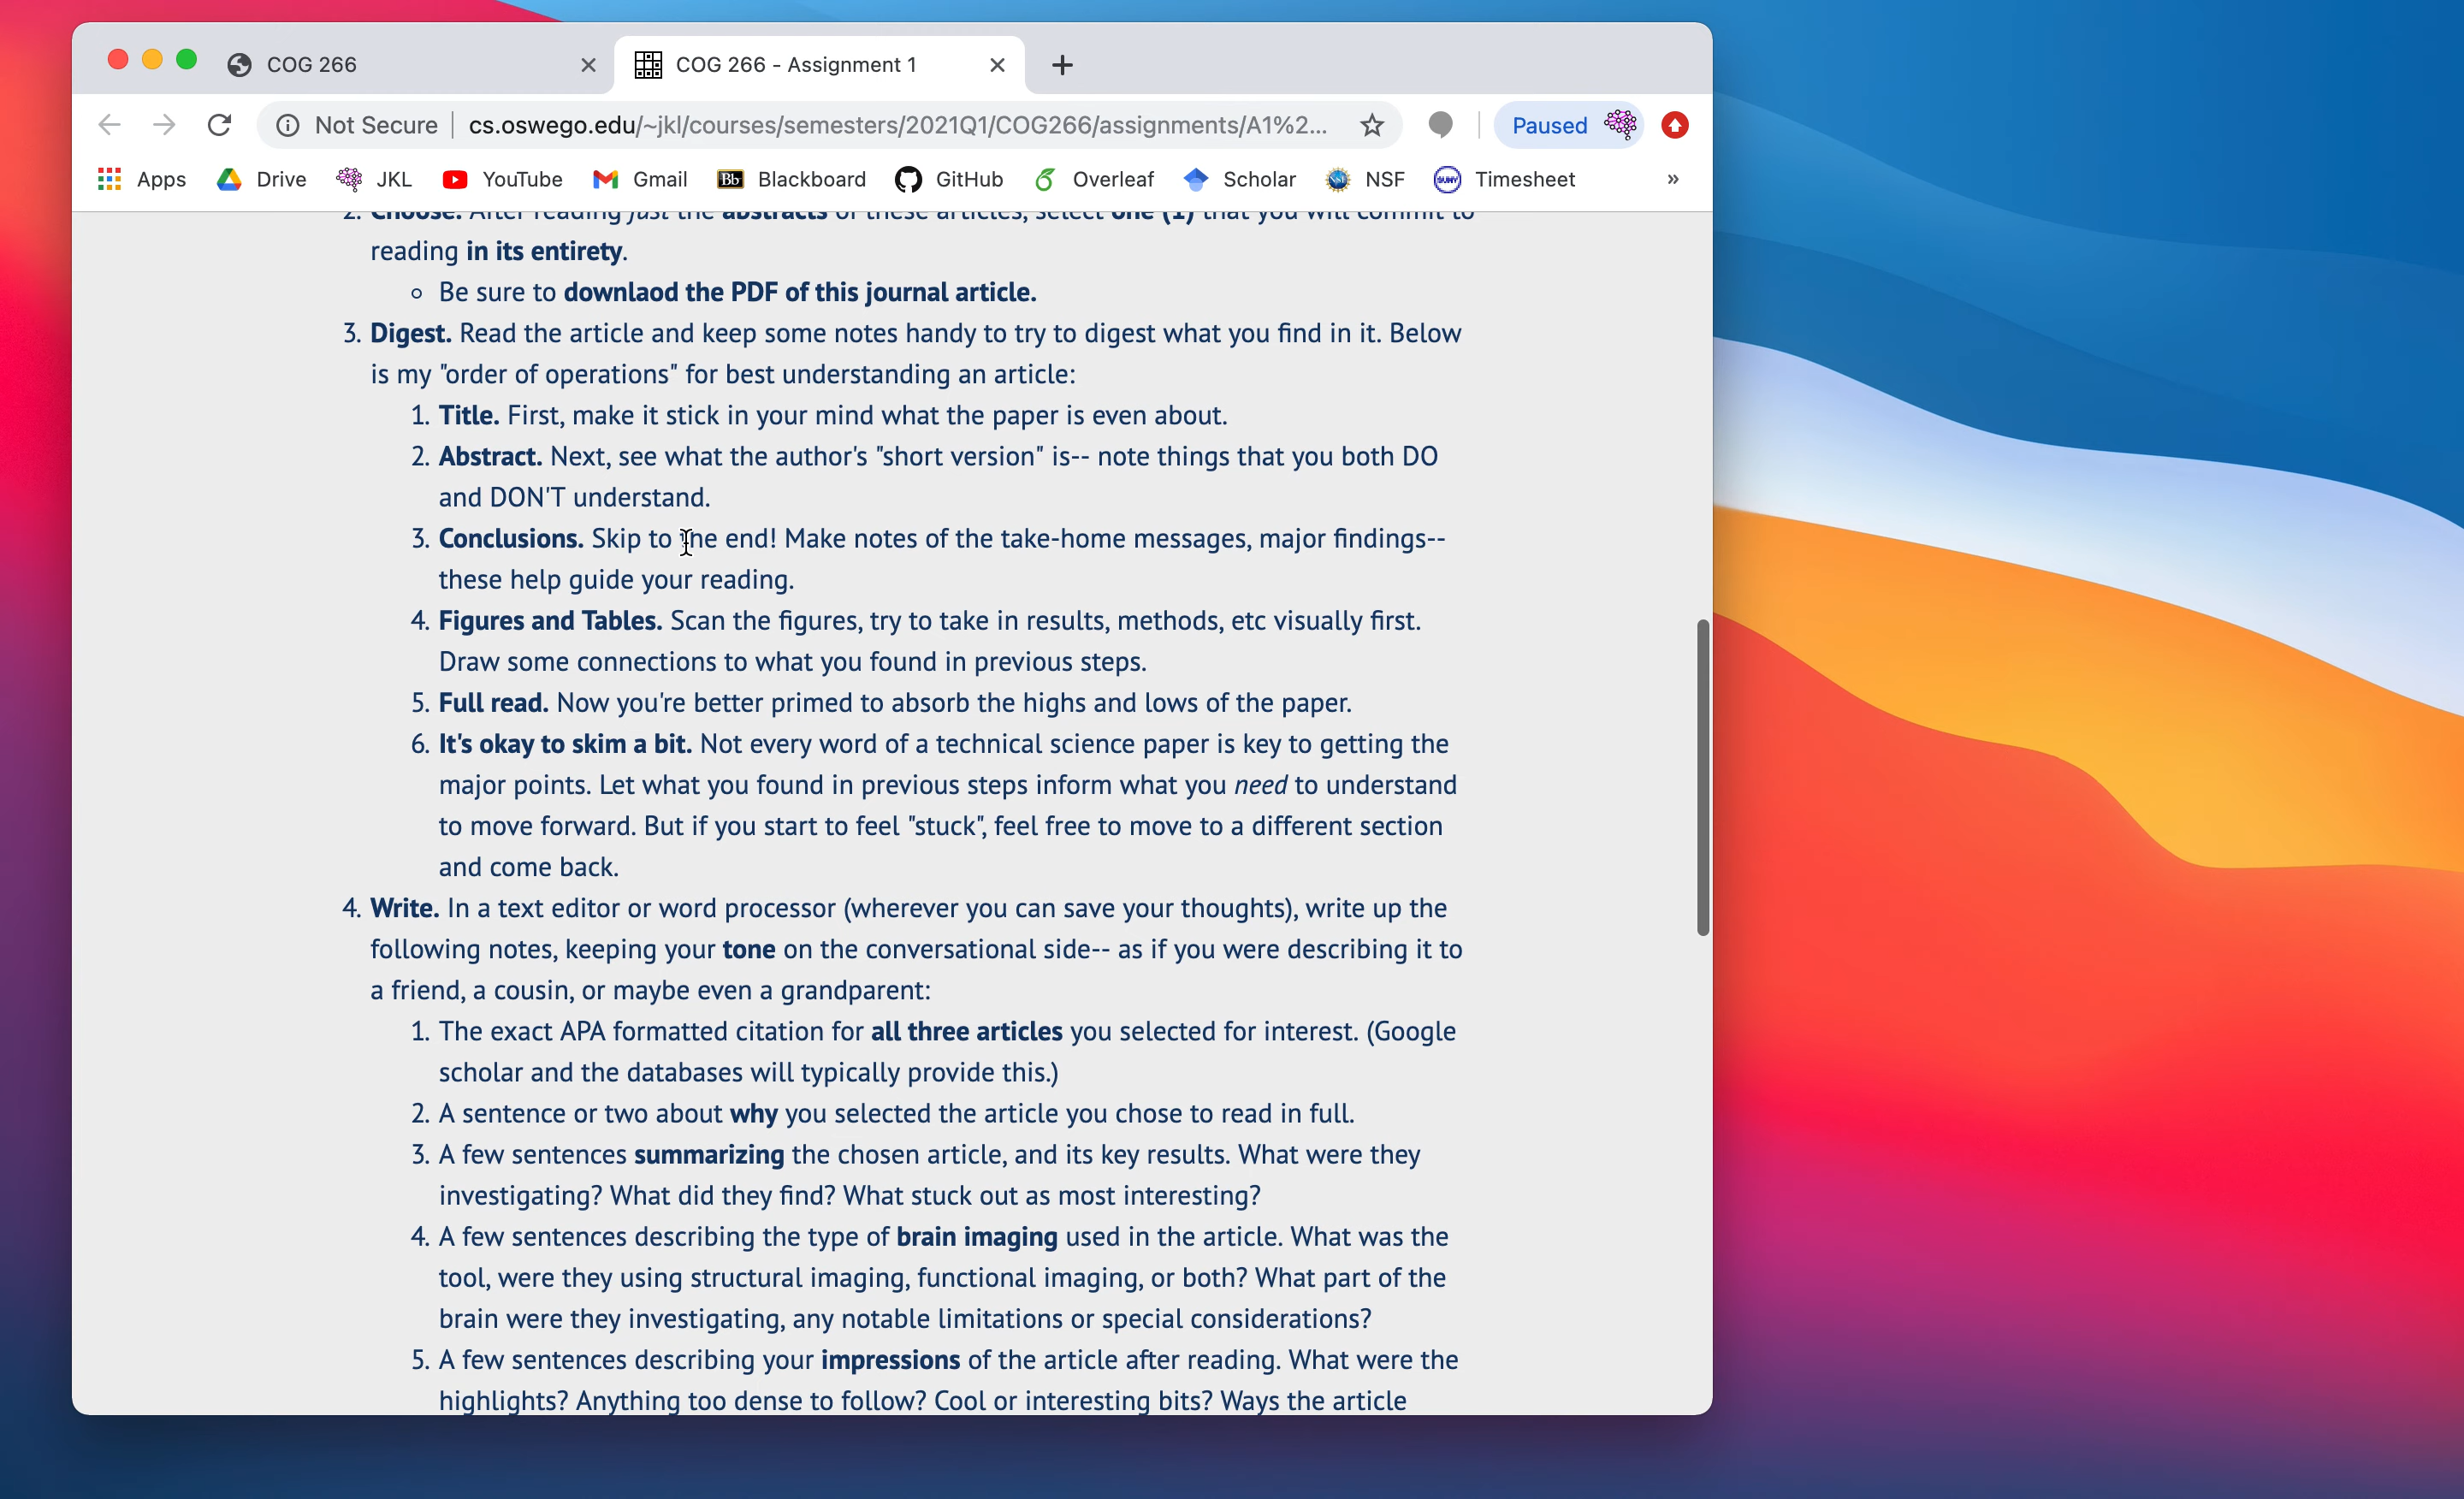 COG 266
COG 266 - Assignment 1
Not Secure
cs.oswego.edu/~jkl/courses/semesters/2021Q1/COG266/assignments/A1%2...
Paused
Apps
Drive
JKL
YouTube
Gmail
Bb
Blackboard
GitHub
Overleaf
Scholar
NSF
Timesheet
»
2. Choose. After reading just the abstracts of these articles, select one (1) that you will commit to
reading in its entirety.
Be sure to downlaod the PDF of this journal article.
3. Digest. Read the article and keep some notes handy to try to digest what you find in it. Below
is my "order of operations" for best understanding an article:
1. Title. First, make it stick in your mind what the paper is even about.
2. Abstract. Next, see what the author's "short version" is-- note things that you both DO
and DON'T understand.
3. Conclusions. Skip to the end! Make notes of the take-home messages, major findings--
these help guide your reading.
4. Figures and Tables. Scan the figures, try to take in results, methods, etc visually first.
Draw some connections to what you found in previous steps.
5. Full read. Now you're better primed to absorb the highs and lows of the paper.
6. It's okay to skim a bit. Not every word of a technical science paper is key to getting the
major points. Let what you found in previous steps inform what you need to understand
to move forward. But if you start to feel "stuck", feel free to move to a different section
and come back.
4. Write. In a text editor or word processor (wherever you can save your thoughts), write up the
following notes, keeping your tone on the conversational side-- as if you were describing it to
a friend, a cousin, or maybe even a grandparent:
1. The exact APA formatted citation for all three articles you selected for interest. (Google
scholar and the databases will typically provide this.)
2. A sentence or two about why you selected the article you chose to read in full.
3. A few sentences summarizing the chosen article, and its key results. What were they
investigating? What did they find? What stuck out as most interesting?
4. A few sentences describing the type of brain imaging used in the article. What was the
tool, were they using structural imaging, functional imaging, or both? What part of the
brain were they investigating, any notable limitations or special considerations?
5. A few sentences describing your impressions of the article after reading. What were the
highlights? Anything too dense to follow? Cool or interesting bits? Ways the article